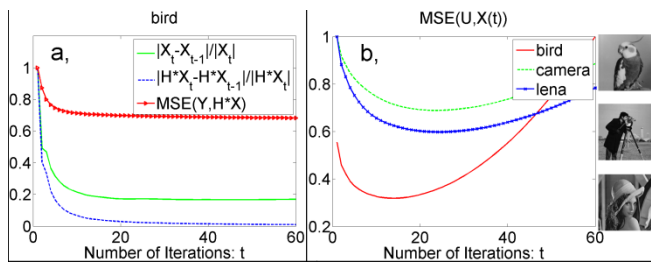 bird
a,
|X_t-X_{t-1}|/|X_t|
|H*X_t-H*X_{t-1}|/|H*X_t|
MSE(Y,H*X)
1
0.8
0.6
0.4
0.2
0
0 20 40 60
Number of Iterations: t
MSE(U,X(t))
b,
bird
camera
lena
1
0.8
0.6
0.4
0.2
0 20 40 60
Number of Iterations: t